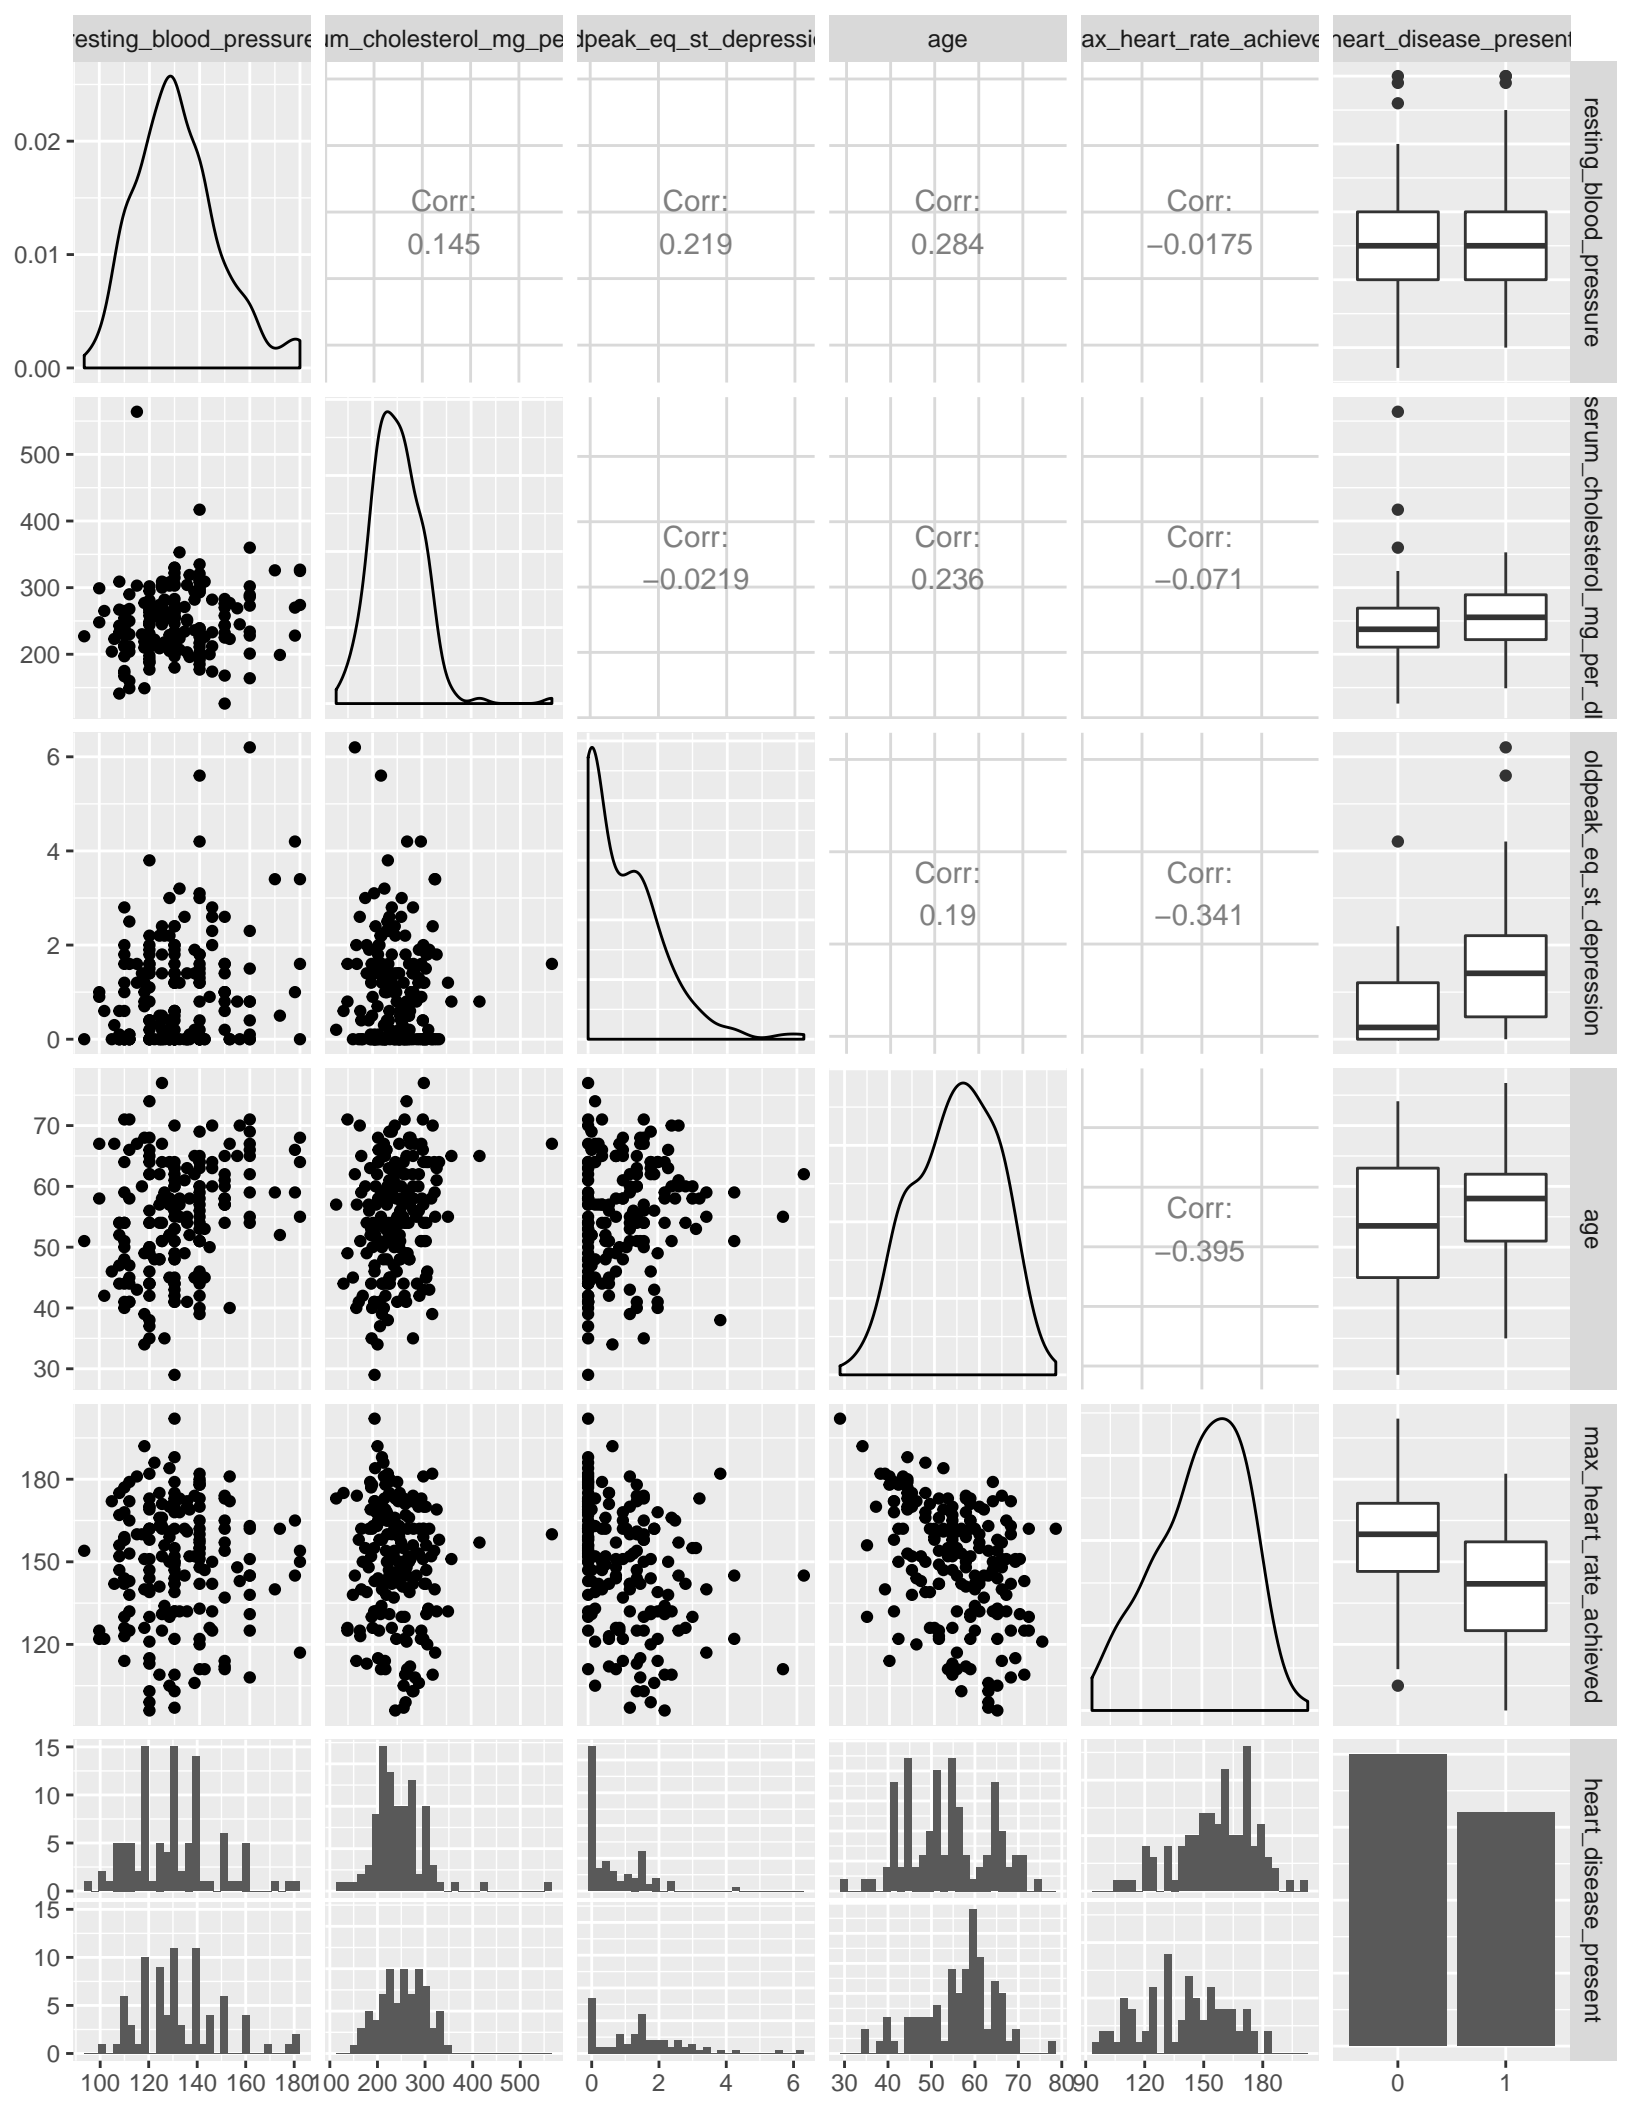 resting_blood_pressure um_cholesterol_mg_pe dpeak_eq_st_depressi age ax_heart_rate_achieve heart_disease_present
0.02
0.01
0.00
Corr:
0.145
Corr:
0.219
Corr:
0.284
Corr:
−0.0175
resting_blood_pressure
500
400
300
200
Corr:
−0.0219
Corr:
0.236
Corr:
−0.071
serum_cholesterol_mg_per_dl
6
4
2
0
Corr:
0.19
Corr:
−0.341
oldpeak_eq_st_depression
70
60
50
40
30
Corr:
−0.395
age
180
150
120
max_heart_rate_achieved
15
10
5
0
15
10
5
0
heart_disease_present
100 120 140 160 180 100 200 300 400 500 0 2 4 6 30 40 50 60 70 80 90 120 150 180 0 1